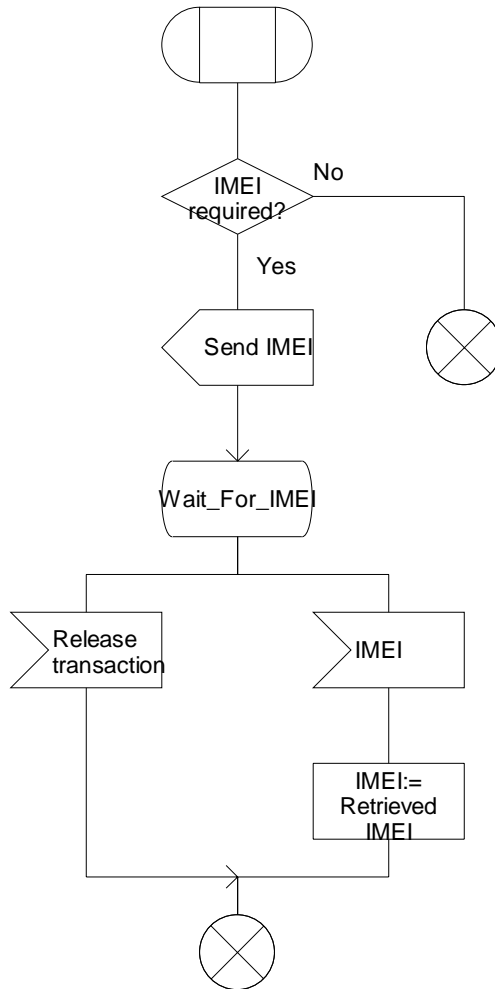 IMEI
required?
No
Yes
Send IMEI
Wait_For_IMEI
Release
transaction
IMEI
IMEI:=
Retrieved
IMEI